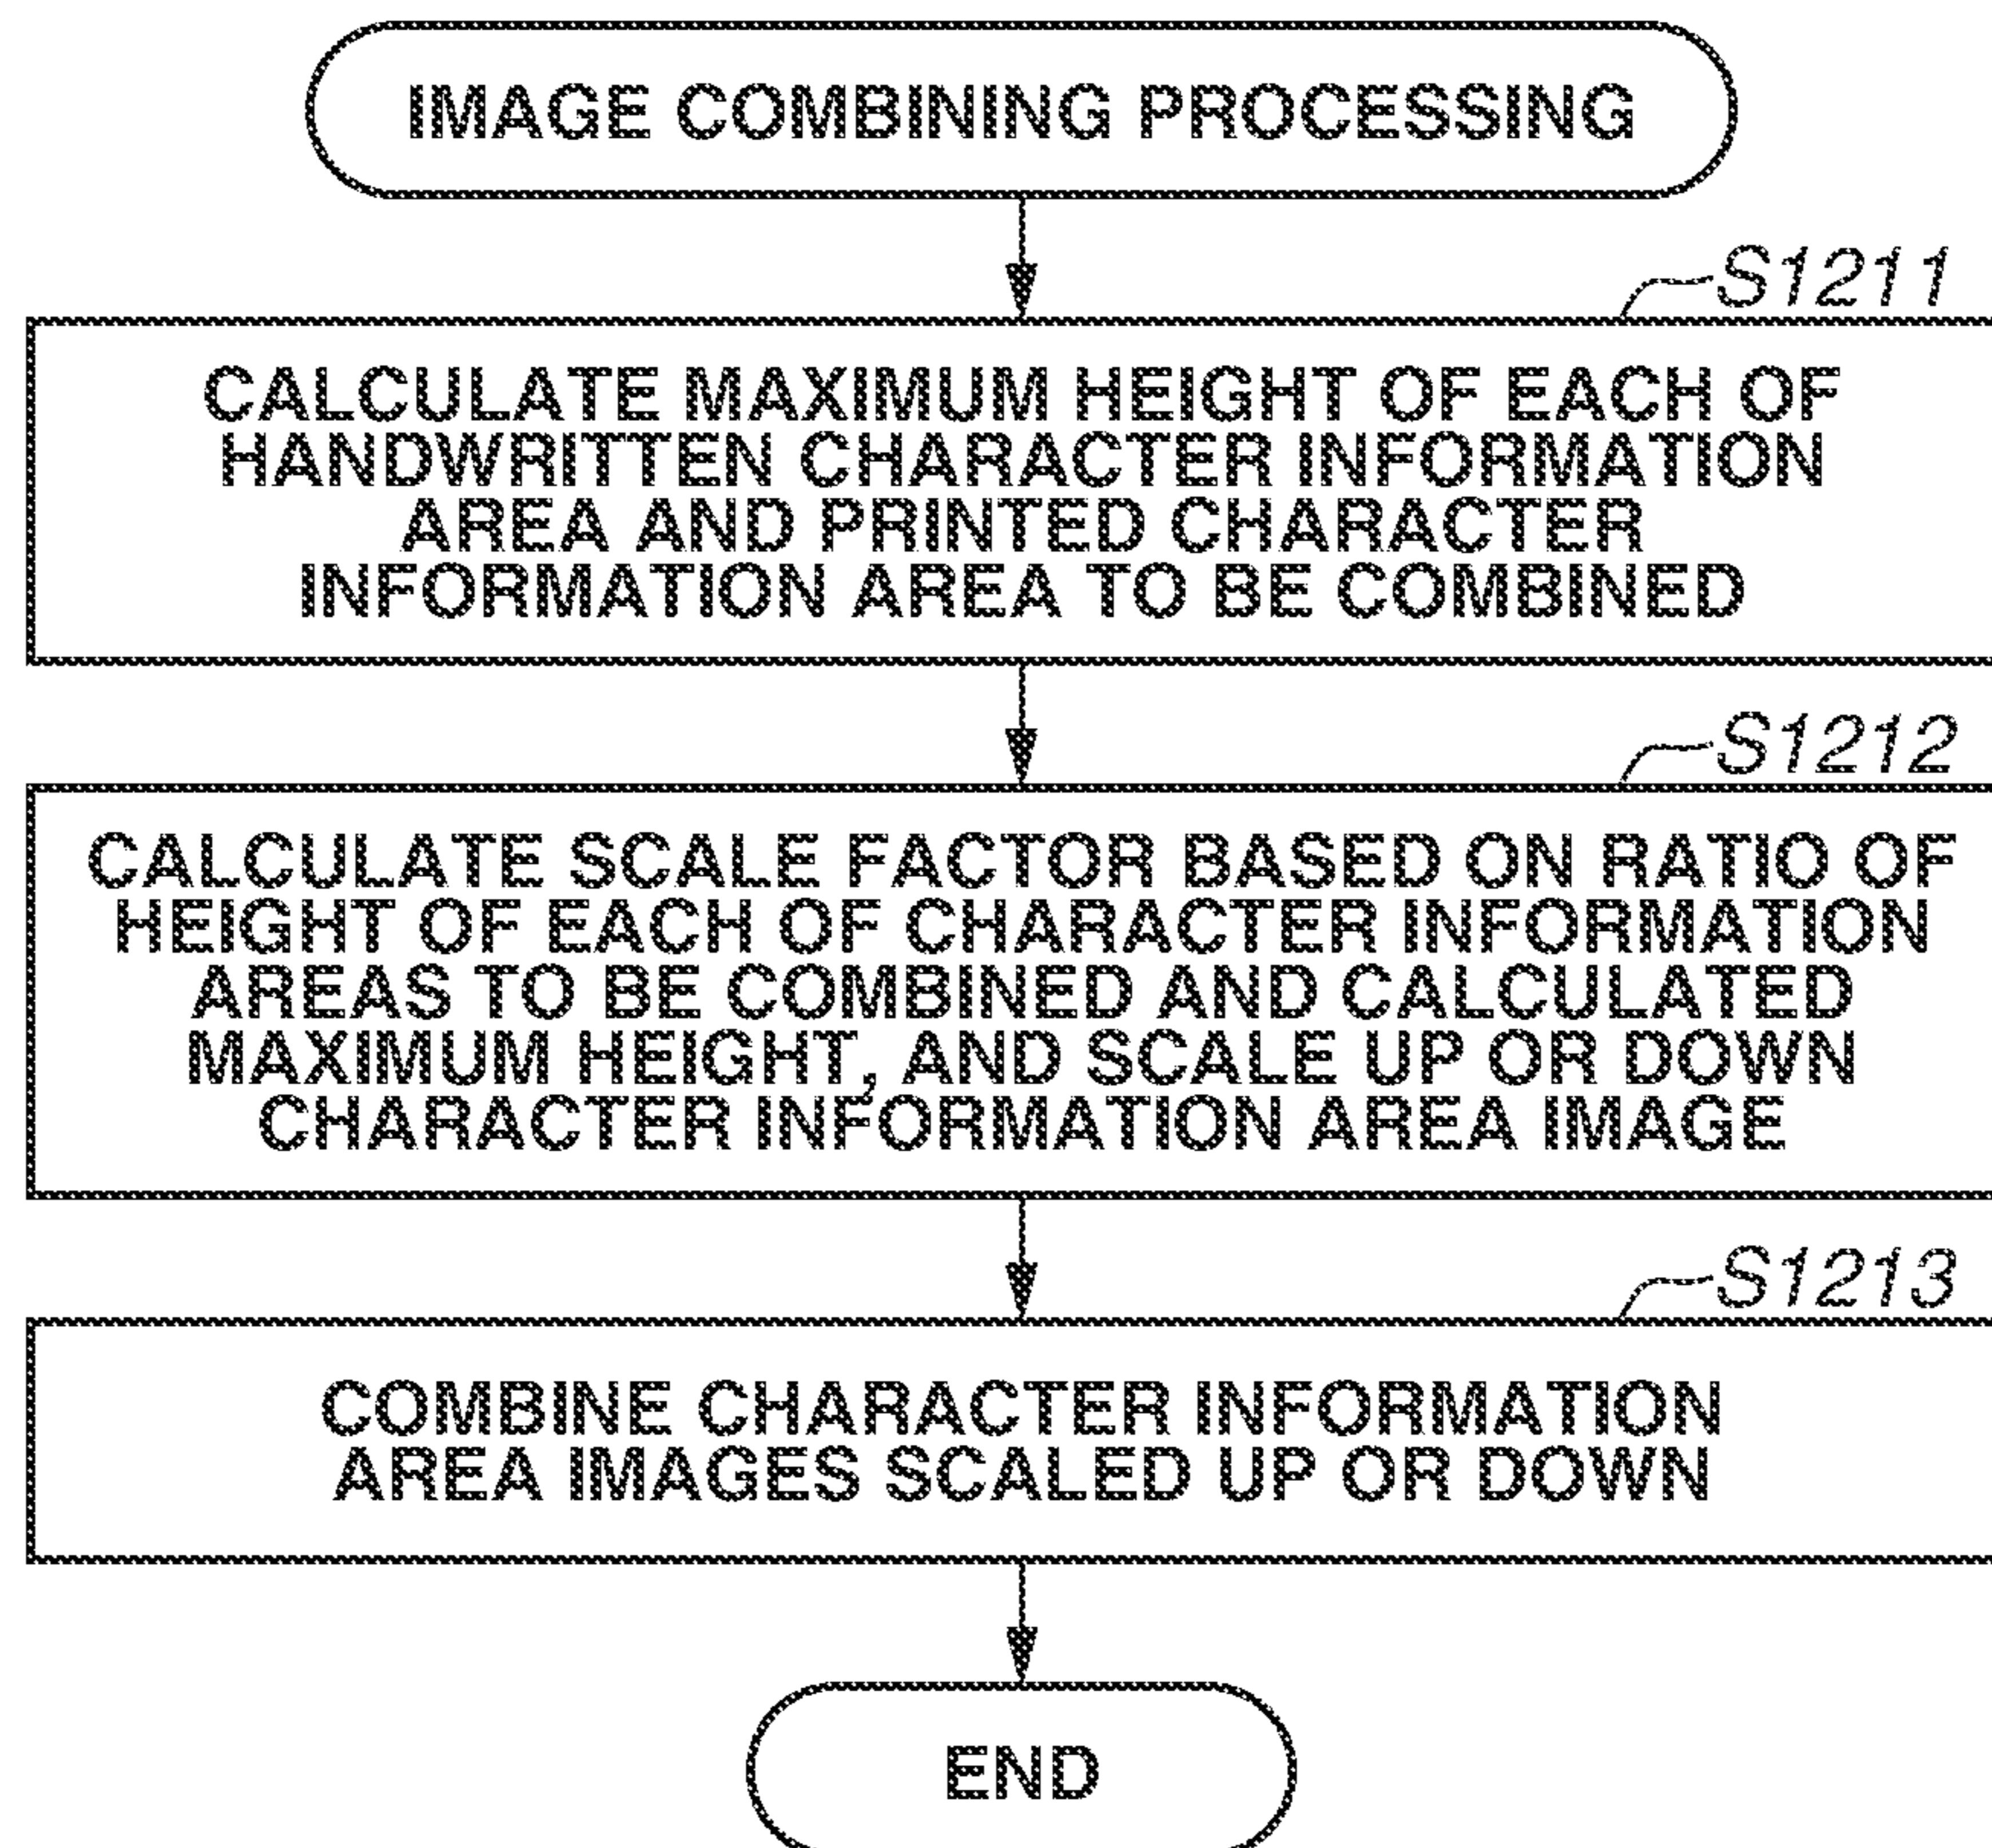 IMAGE COMBINING PROCESSING
S1211
CALCULATE MAXIMUM HEIGHT OF EACH OF
HANDWRITTEN CHARACTER INFORMATION
AREA AND PRINTED CHARACTER
INFORMATION AREA TO BE COMBINED
S1212
CALCULATE SCALE FACTOR BASED ON RATIO OF
HEIGHT OF EACH OF CHARACTER INFORMATION
AREAS TO BE COMBINED AND CALCULATED
MAXIMUM HEIGHT, AND SCALE UP OR DOWN
CHARACTER INFORMATION AREA IMAGE
S1213
COMBINE CHARACTER INFORMATION
AREA IMAGES SCALED UP OR DOWN
END